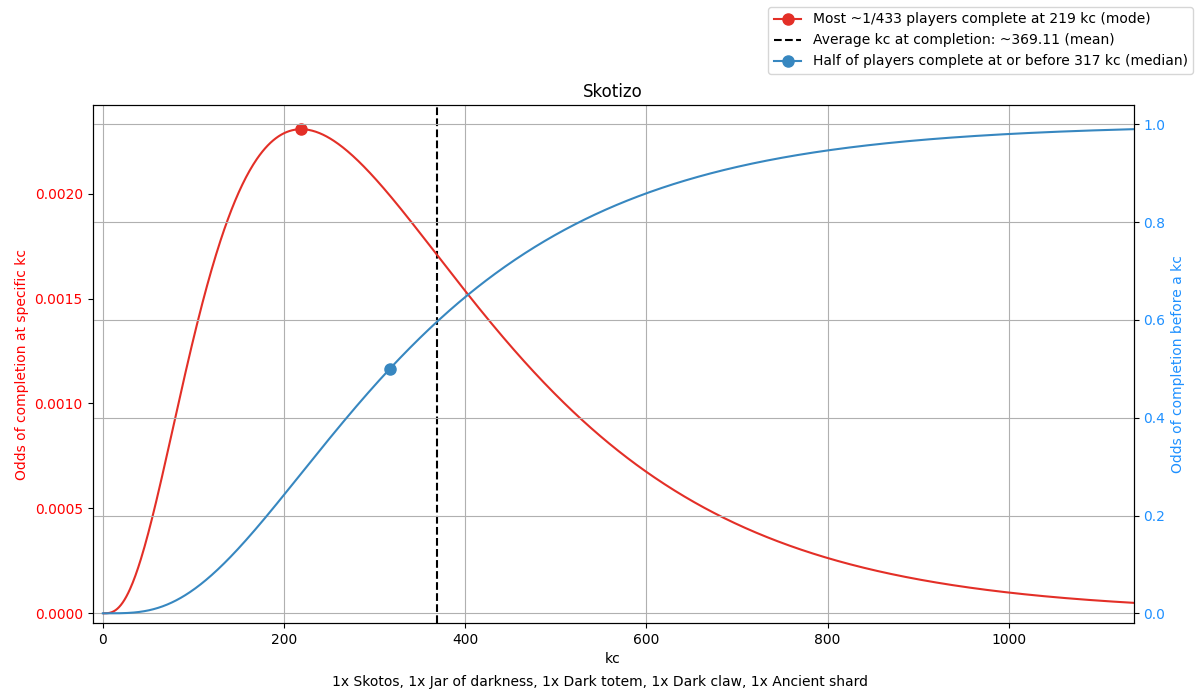 Most ~1/433 players complete at 219 kc (mode)
Average kc at completion: ~369.11 (mean)
Half of players complete at or before 317 kc (median)
Skotizo
Odds of completion at specific kc
0.0020
0.0015
0.0010
0.0005
0.0000
1.0
0.8
0.6
0.4
0.2
0.0
Odds of completion before a kc
0 200 400 600 800 1000
kc
1x Skotos, 1x Jar of darkness, 1x Dark totem, 1x Dark claw, 1x Ancient shard